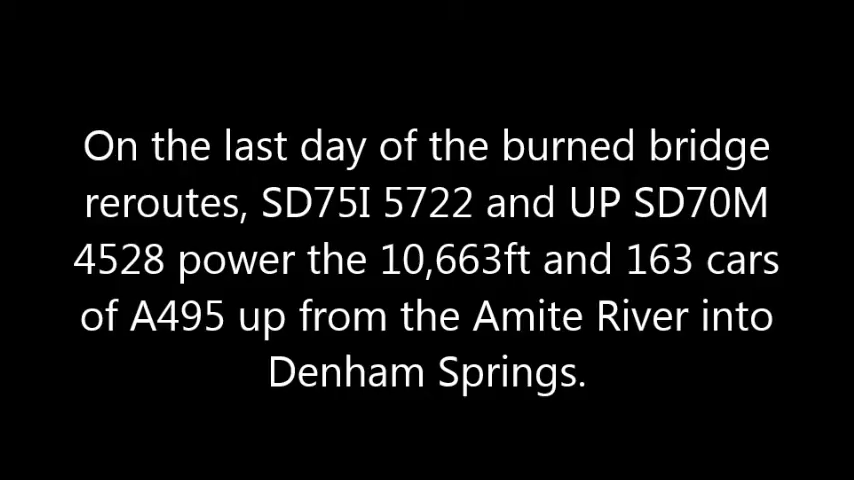 On the last day of the burned bridge
reroutes, SD75I 5722 and UP SD70M
4528 power the 10,663ft and 163 cars
of A495 up from the Amite River into
Denham Springs.